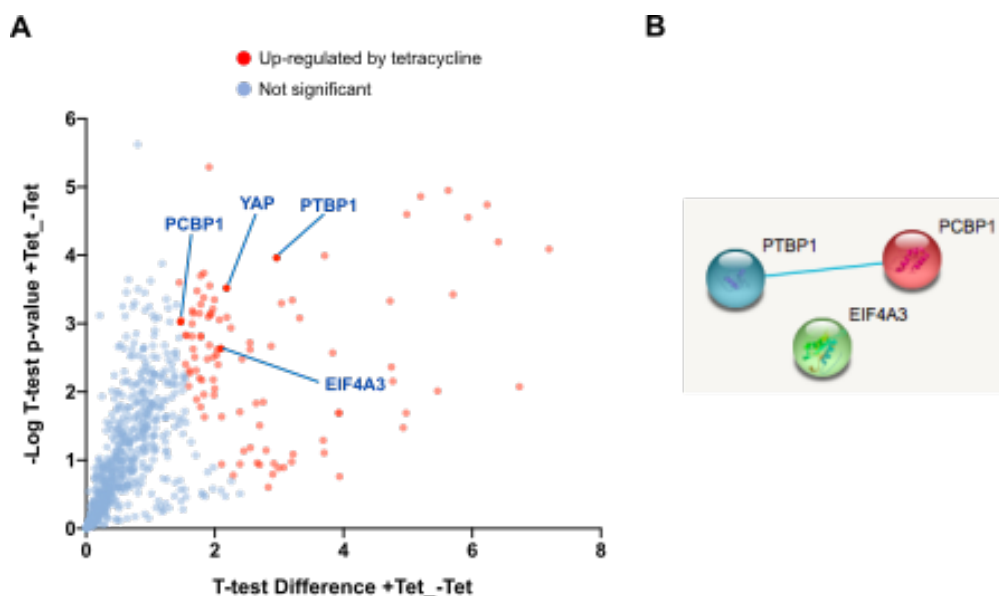 A
B
Up-regulated by tetracycline
Not significant
-Log T-test p-value +Tet_-Tet
6
5
4
3
2
1
0
PCBP1
YAP
PTBP1
EIF4A3
0
2
4
6
8
T-test Difference +Tet_-Tet
PTBP1
PCBP1
EIF4A3